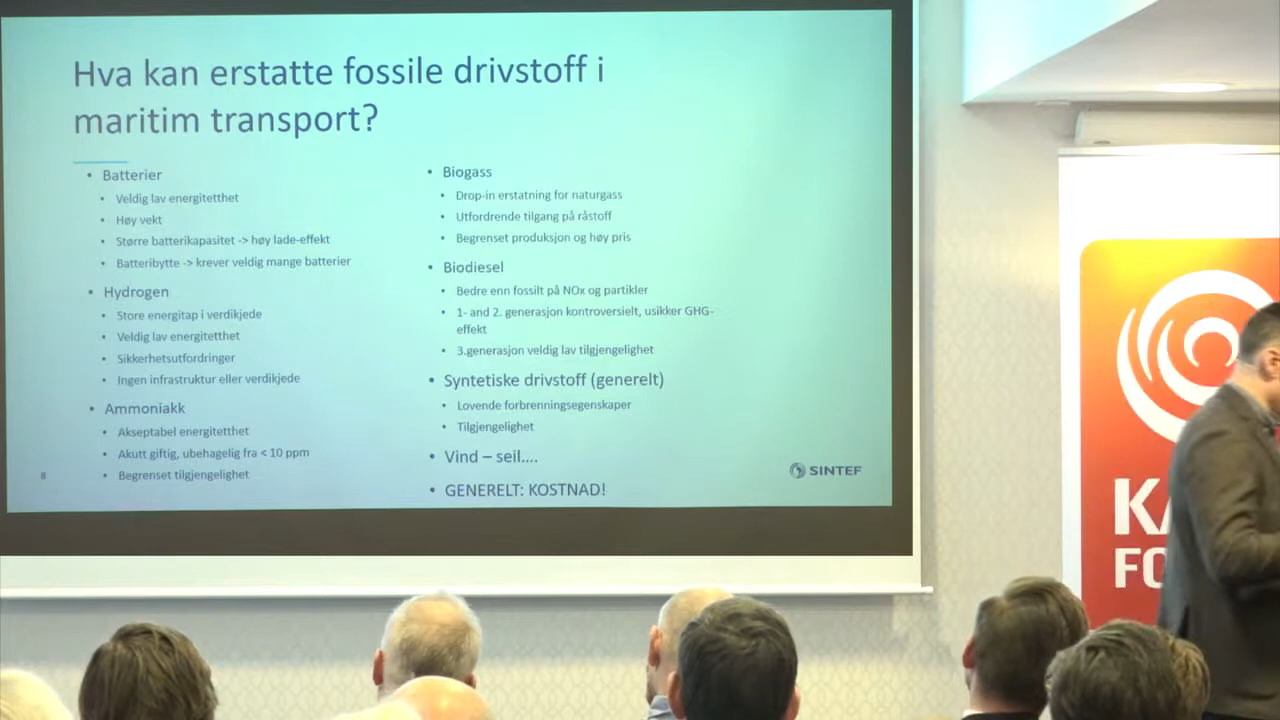 Hva kan erstatte fossile drivstoff i
maritim transport?
• Batterier
• Veldig lav energitetthet
• Høy vekt
• Større batterikapasitet -> høy lade-effekt
• Batteribytte -> krever veldig mange batterier
• Hydrogen
• Store energitap i verdikjede
• Veldig lav energitetthet
• Sikkerhetsutfordringer
• Ingen infrastruktur eller verdikjede
• Ammoniakk
• Akseptabel energitetthet
• Akutt giftig, ubehagelig fra < 10 ppm
• Begrenset tilgjengelighet
• Biogass
• Drop-in erstatning for naturgass
• Utfordrende tilgang på råstoff
• Begrenset produksjon og høy pris
• Biodiesel
• Bedre enn fossilt på NOx og partikler
• 1- and 2. generasjon kontroversielt, usikker GHG-
effekt
• 3.generasjon veldig lav tilgjengelighet
• Syntetiske drivstoff (generelt)
• Lovende forbrenningsegenskaper
• Tilgjengelighet
• Vind – seil....
• GENERELT: KOSTNAD!
SINTEF